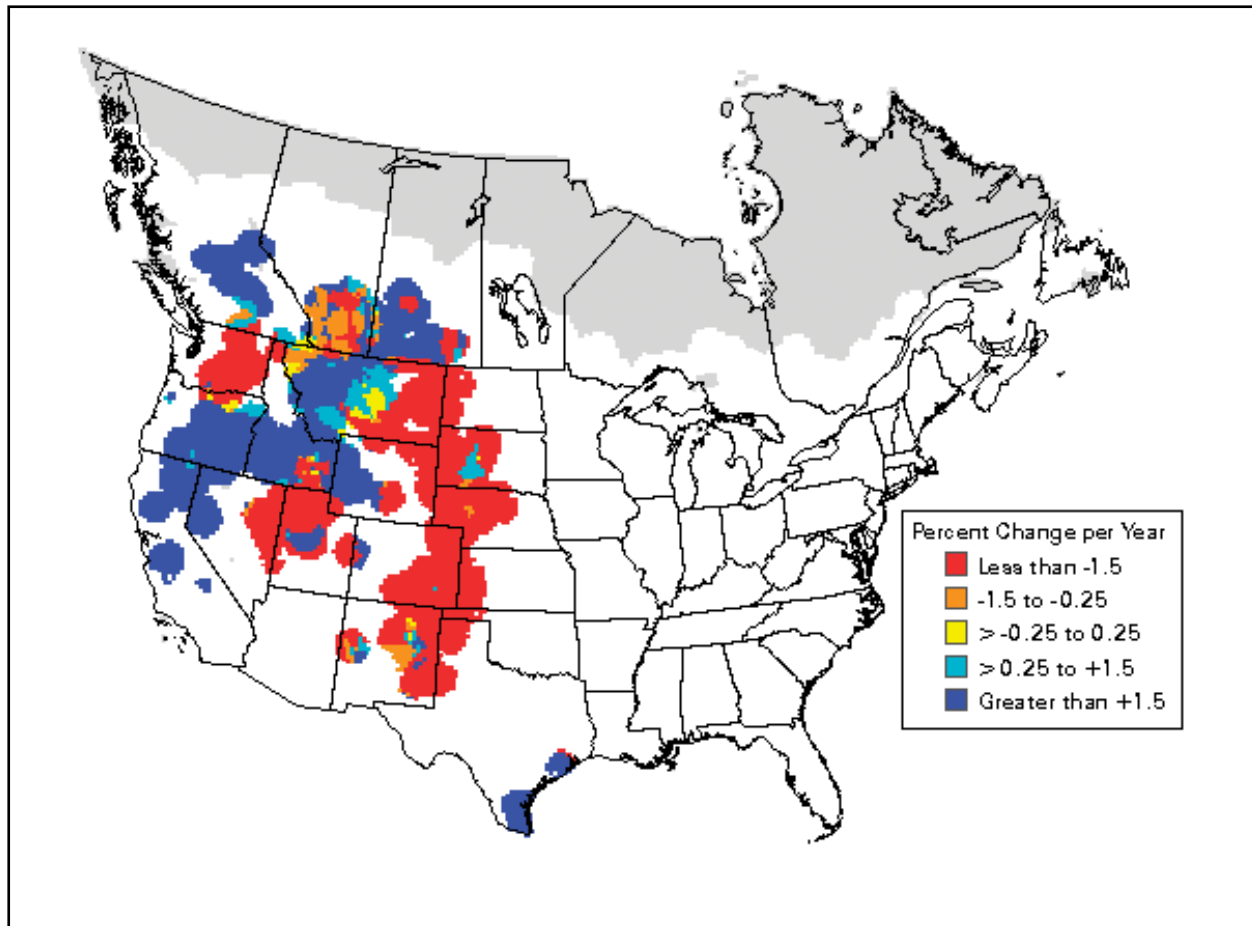 Percent Change per Year
Less than -1.5
-1.5 to -0.25
>-0.25 to 0.25
>0.25 to +1.5
Greater than +1.5